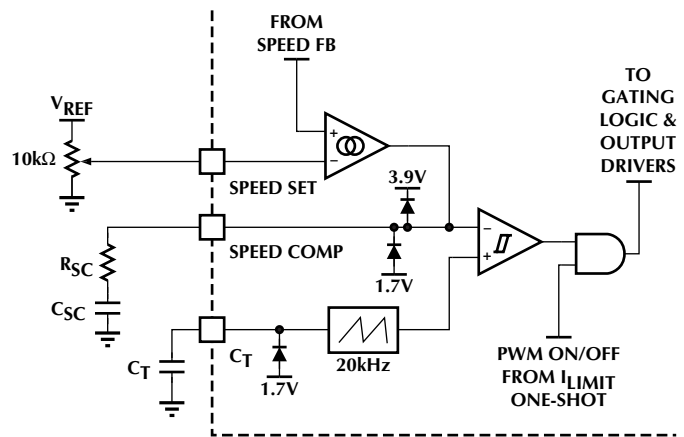 FROM
SPEED FB
TO
GATING
LOGIC &
OUTPUT
DRIVERS
VREF
10kΩ
+
−
SPEED SET
3.9V
SPEED COMP
−
+
1.7V
RSC
CSC
CT
CT
1.7V
20kHz
PWM ON/OFF
FROM ILIMIT
ONE-SHOT